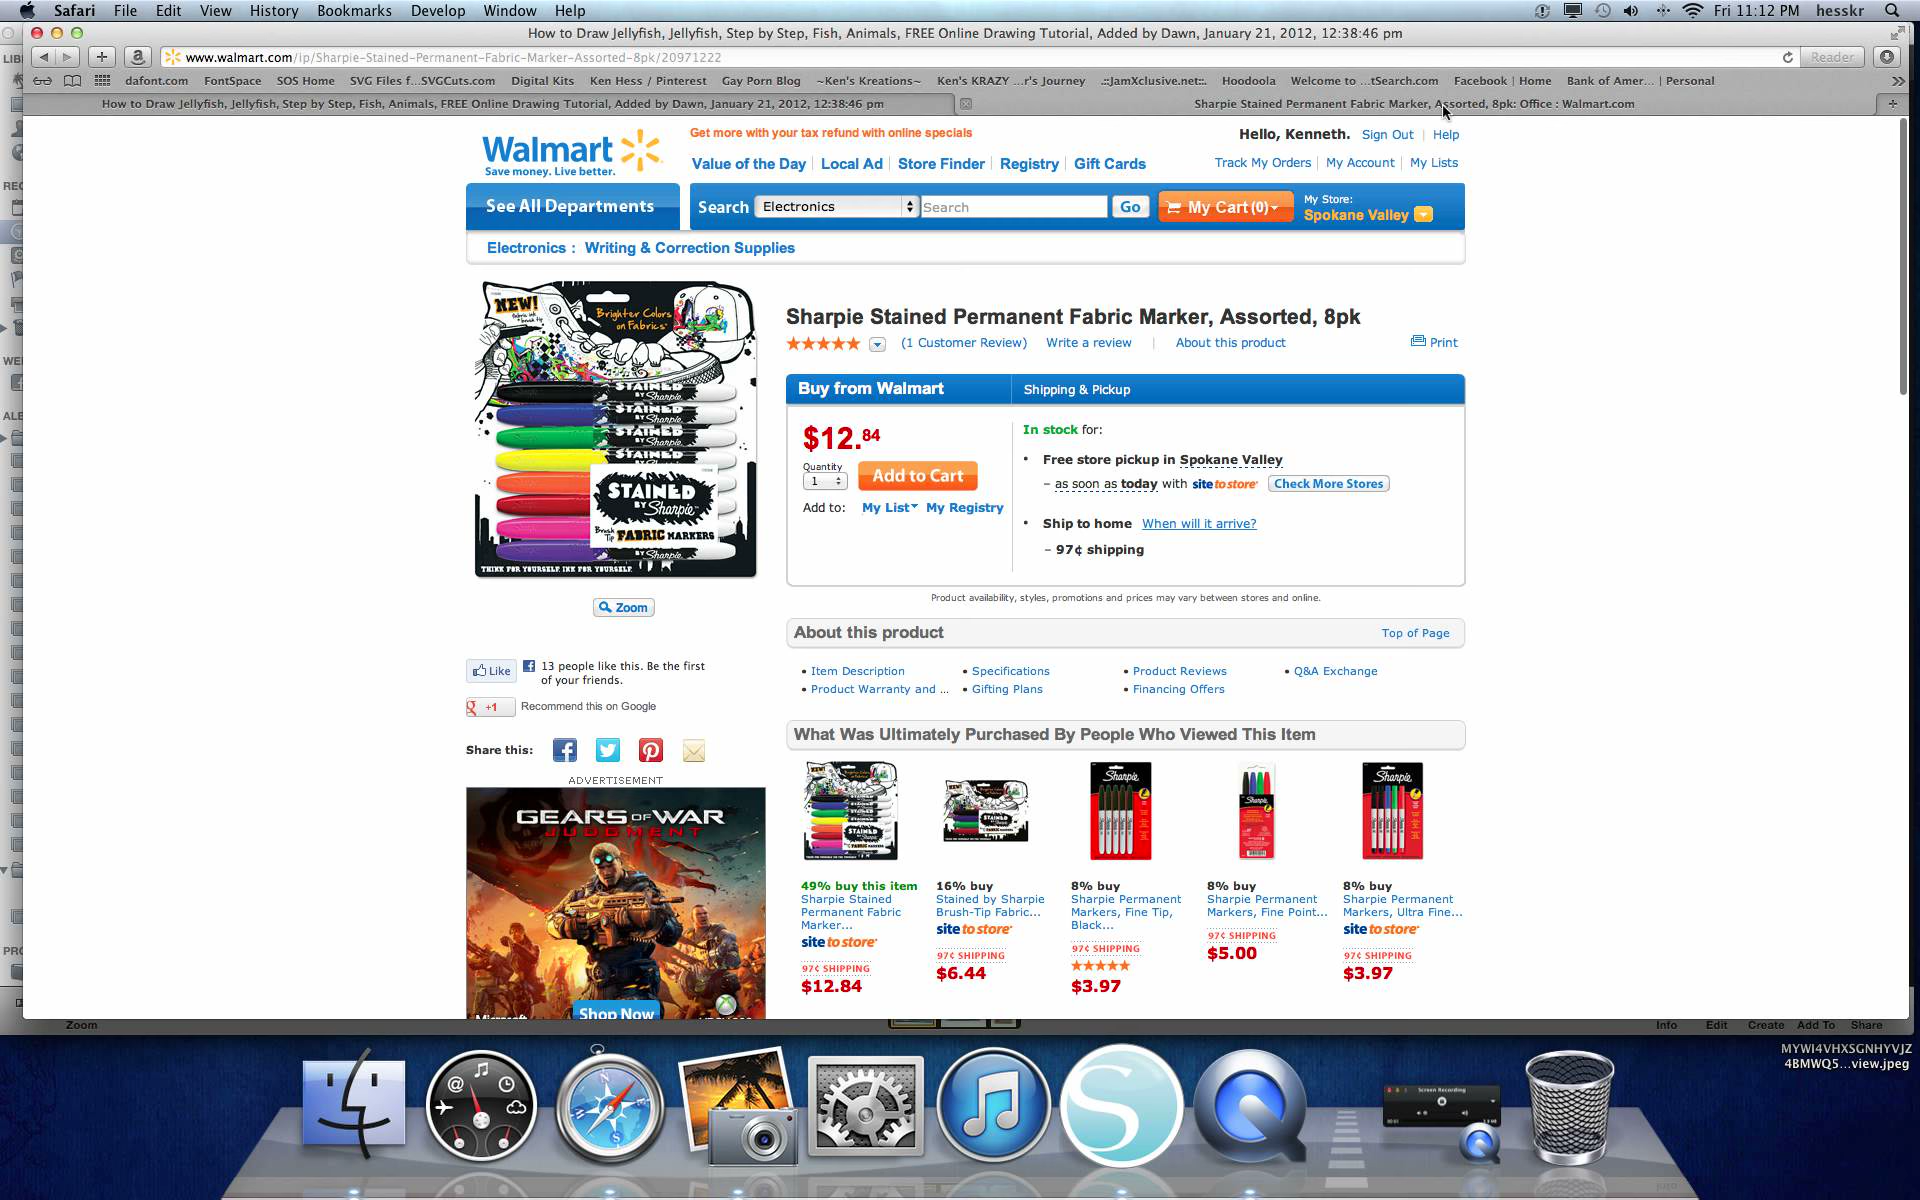 Safari File Edit View History Bookmarks Develop Window Help
Fri 11:12 PM hesskr
How to Draw Jellyfish, Jellyfish, Step by Step, Fish, Animals, FREE Online Drawing Tutorial, Added by Dawn, January 21, 2012, 12:38:46 pm
www.walmart.com/ip/Sharpie-Stained-Permanent-Fabric-Marker-Assorted-8pk/20971222
Reader
dafont.com FontSpace SOS Home SVG Files f...SVGCuts.com Digital Kits Ken Hess / Pinterest Gay Porn Blog ~Ken's Kreations~ Ken's KRAZY ...r's Journey .::JamXclusive.net::. Hoodoola Welcome to ...tSearch.com Facebook | Home Bank of Amer... | Personal
How to Draw Jellyfish, Jellyfish, Step by Step, Fish, Animals, FREE Online Drawing Tutorial, Added by Dawn, January 21, 2012, 12:38:46 pm
Sharpie Stained Permanent Fabric Marker, Assorted, 8pk: Office : Walmart.com
Walmart
Save money. Live better.
Get more with your tax refund with online specials
Hello, Kenneth. Sign Out | Help
Value of the Day Local Ad Store Finder Registry Gift Cards
Track My Orders My Account My Lists
See All Departments
Search Electronics Search Go
My Cart (0)
My Store:
Spokane Valley
Electronics : Writing & Correction Supplies
NEW!
Brighter Colors
on Fabrics
STAINED
BY Sharpie
Brush Tip FABRIC MARKERS
THINK FOR YOURSELF. INK FOR YOURSELF.
Zoom
Sharpie Stained Permanent Fabric Marker, Assorted, 8pk
(1 Customer Review) Write a review | About this product
Print
Buy from Walmart
Shipping & Pickup
$12.84
Quantity
1
Add to Cart
Add to: My List My Registry
In stock for:
• Free store pickup in Spokane Valley
– as soon as today with site to store Check More Stores
• Ship to home When will it arrive?
– 97¢ shipping
Product availability, styles, promotions and prices may vary between stores and online.
About this product
Top of Page
• Item Description • Specifications • Product Reviews • Q&A Exchange
• Product Warranty and ... • Gifting Plans • Financing Offers
Like
13 people like this. Be the first
of your friends.
+1 Recommend this on Google
Share this:
ADVERTISEMENT
GEARS OF WAR
JUDGMENT
Shop Now
What Was Ultimately Purchased By People Who Viewed This Item
49% buy this item
Sharpie Stained
Permanent Fabric
Marker...
site to store
97¢ SHIPPING
$12.84
16% buy
Stained by Sharpie
Brush-Tip Fabric...
site to store
97¢ SHIPPING
$6.44
8% buy
Sharpie Permanent
Markers, Fine Tip,
Black...
97¢ SHIPPING
$3.97
8% buy
Sharpie Permanent
Markers, Fine Point...
97¢ SHIPPING
$5.00
8% buy
Sharpie Permanent
Markers, Ultra Fine...
site to store
97¢ SHIPPING
$3.97
Zoom
Info Edit Create Add To Share
MYWI4VHXSGNHYVJZ
4BMWQ5...view.jpeg
Screen Recording